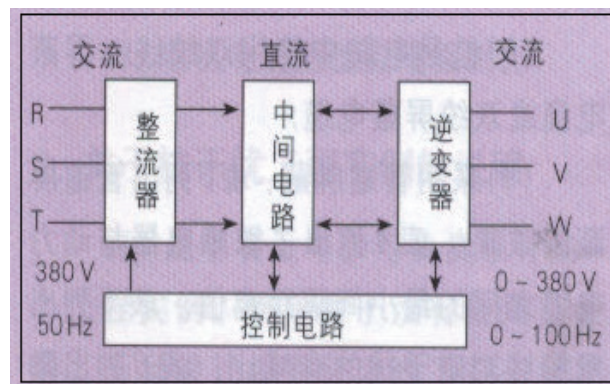 交流 直流 交流
R 整流器 中间电路 逆变器 U
S V
T W
380 V 0~380 V
50 Hz 控制电路 0~100 Hz